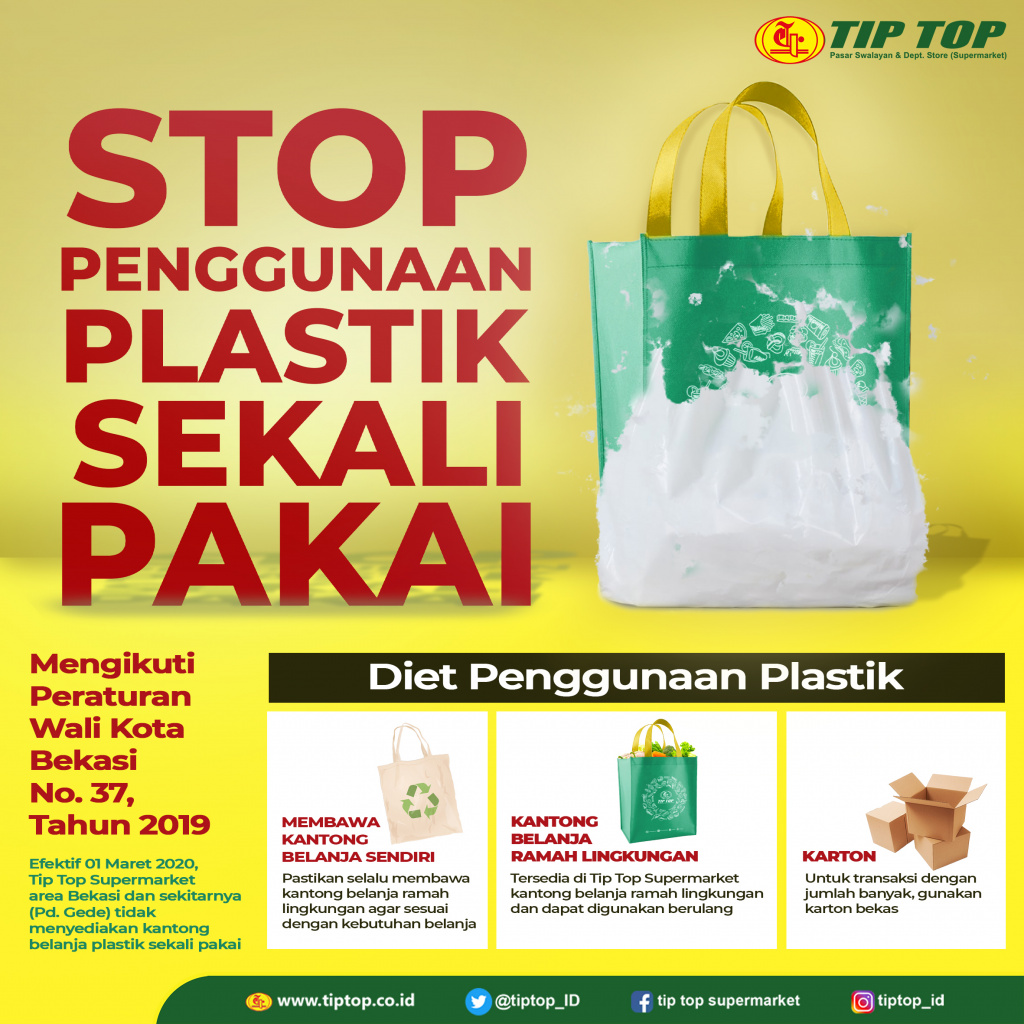 TIP TOP
Pasar Swalayan & Dept. Store (Supermarket)
STOP
PENGGUNAAN
PLASTIK
SEKALI
PAKAI
Mengikuti
Peraturan
Wali Kota
Bekasi
No. 37,
Tahun 2019
Efektif 01 Maret 2020,
Tip Top Supermarket
area Bekasi dan sekitarnya
(Pd. Gede) tidak
menyediakan kantong
belanja plastik sekali pakai
Diet Penggunaan Plastik
MEMBAWA
KANTONG
BELANJA SENDIRI
Pastikan selalu membawa
kantong belanja ramah
lingkungan agar sesuai
dengan kebutuhan belanja
TIP TOP
KANTONG
BELANJA
RAMAH LINGKUNGAN
Tersedia di Tip Top Supermarket
kantong belanja ramah lingkungan
dan dapat digunakan berulang
KARTON
Untuk transaksi dengan
jumlah banyak, gunakan
karton bekas
www.tiptop.co.id
@tiptop_ID
tip top supermarket
tiptop_id